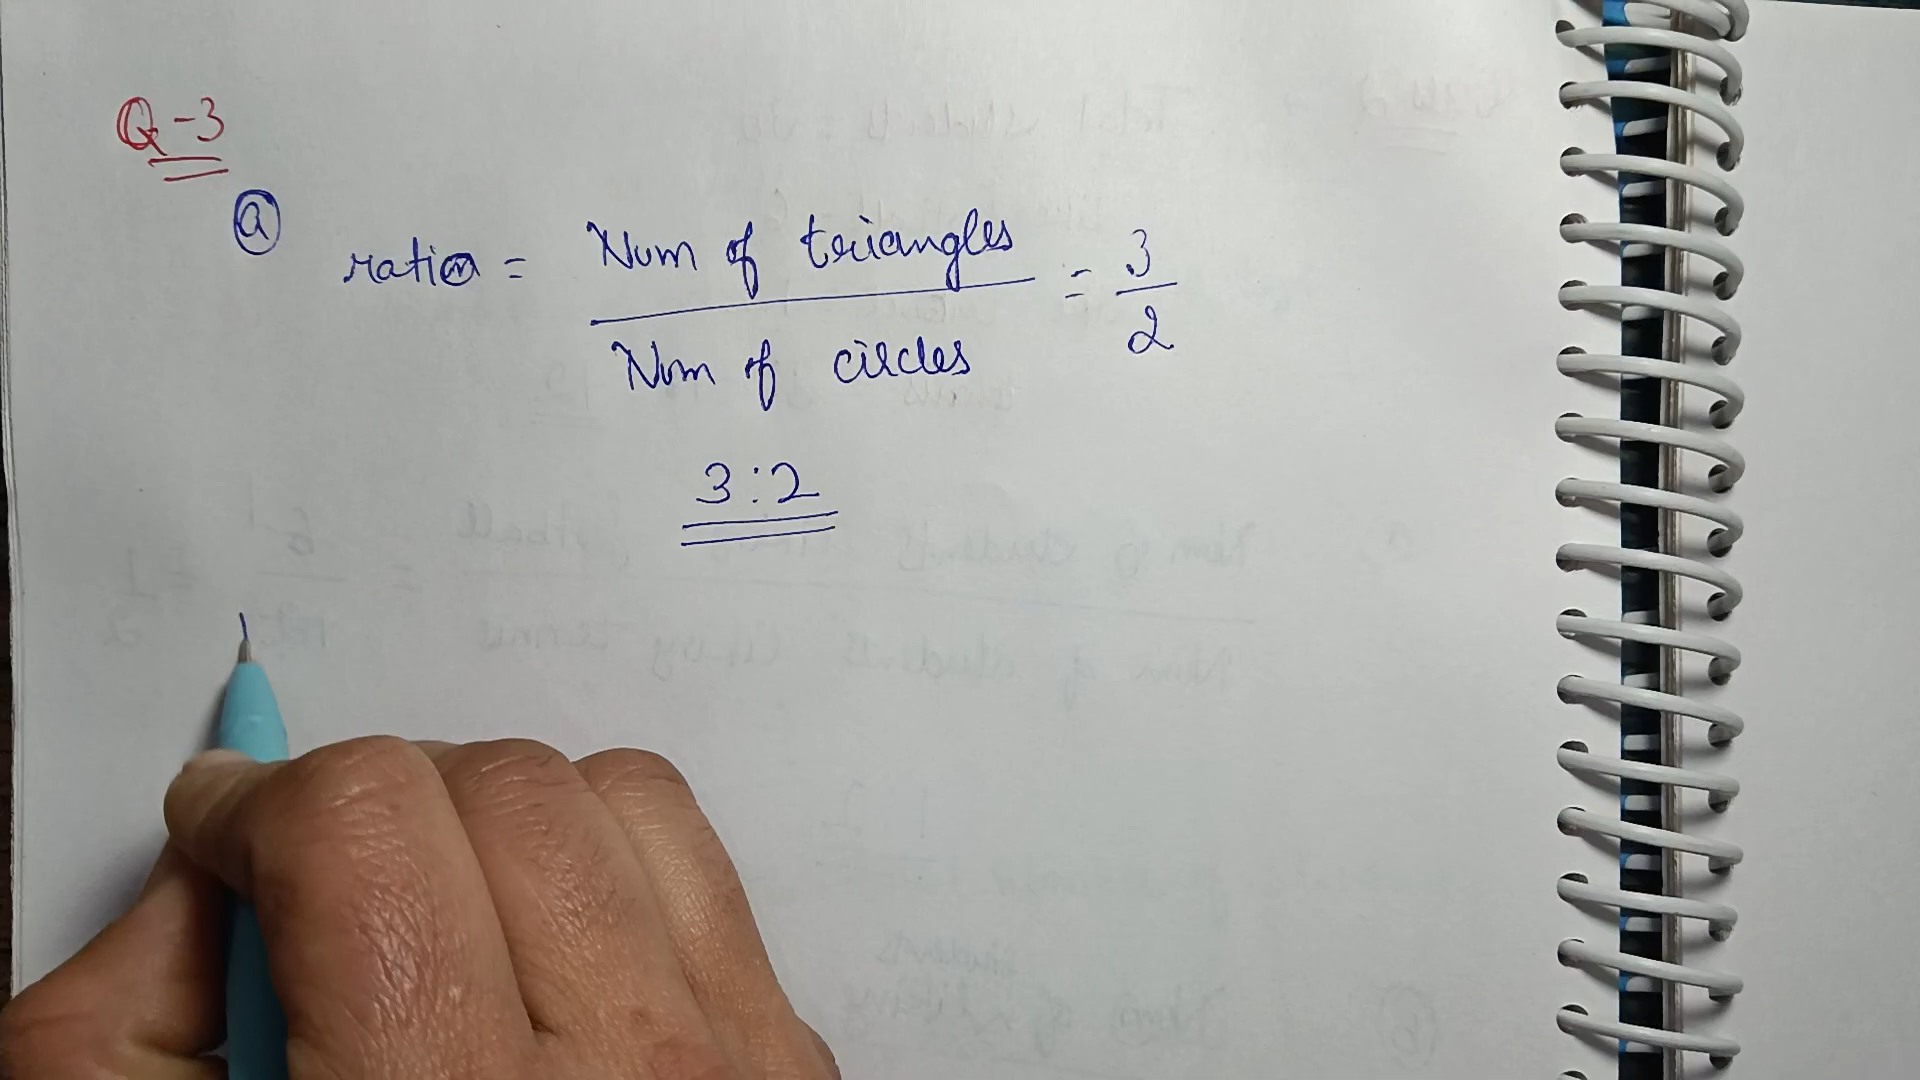 Q-3
a
ratio = Num of triangles / Num of circles = 3/2
3:2